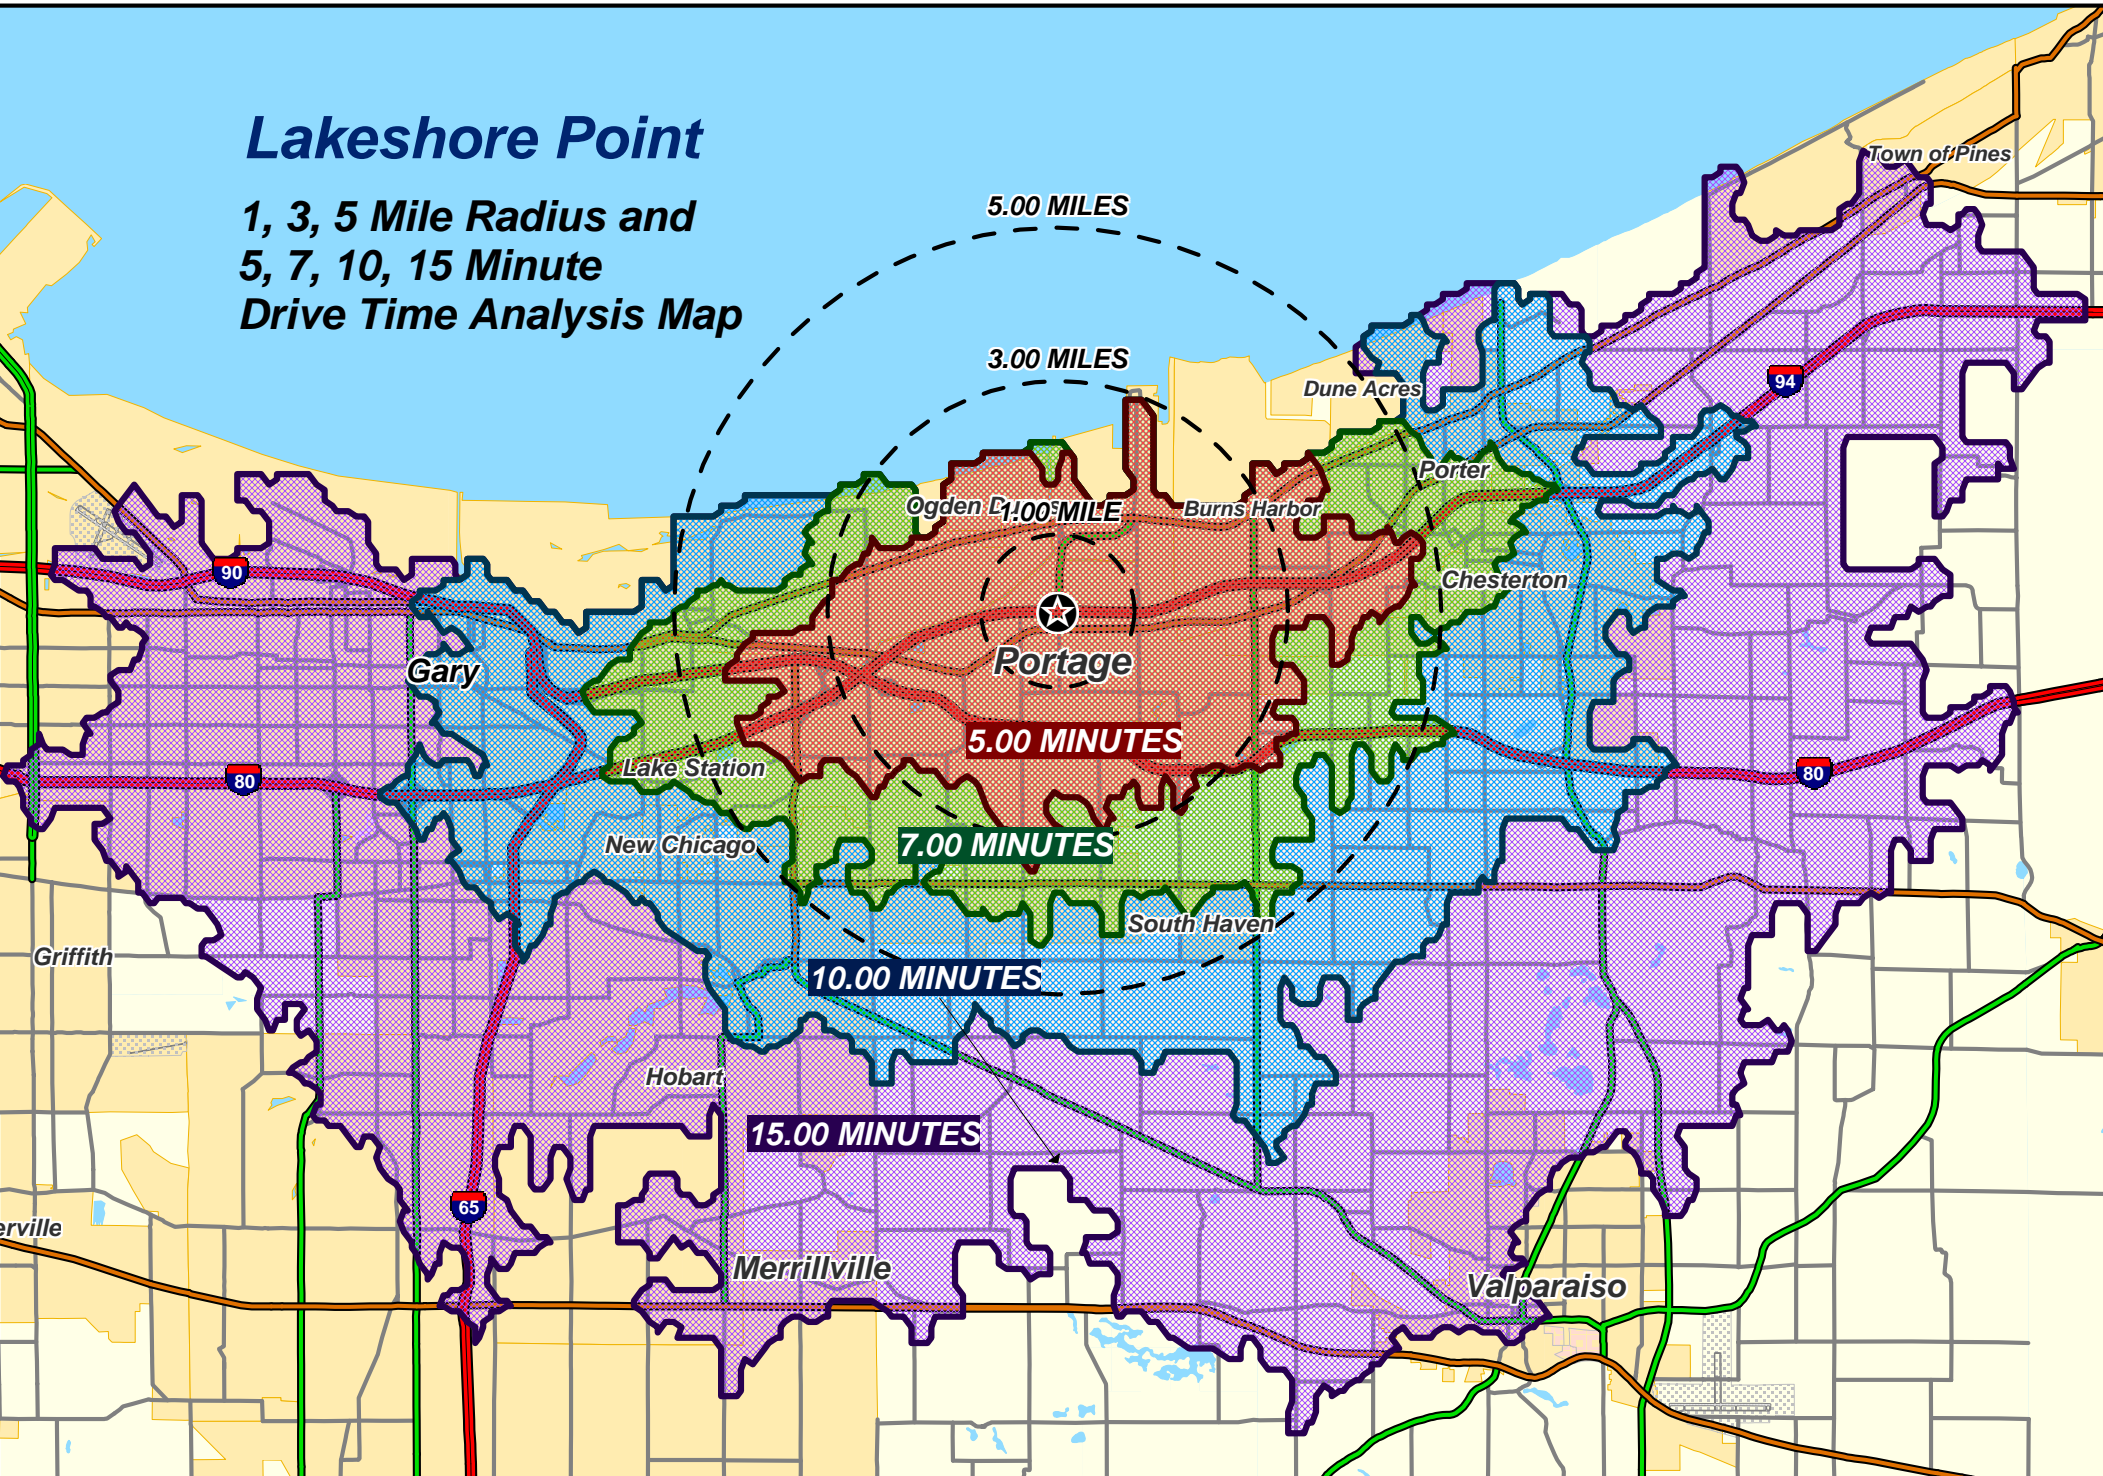 Lakeshore Point
1, 3, 5 Mile Radius and
5, 7, 10, 15 Minute
Drive Time Analysis Map
Town of Pines
5.00 MILES
3.00 MILES
Dune Acres
94
Porter
Ogden
1.00 MILE
Burns Harbor
90
Chesterton
Portage
Gary
5.00 MINUTES
Lake Station
80
80
New Chicago
7.00 MINUTES
South Haven
Griffith
10.00 MINUTES
Hobart
15.00 MINUTES
65
erville
Merrillville
Valparaiso